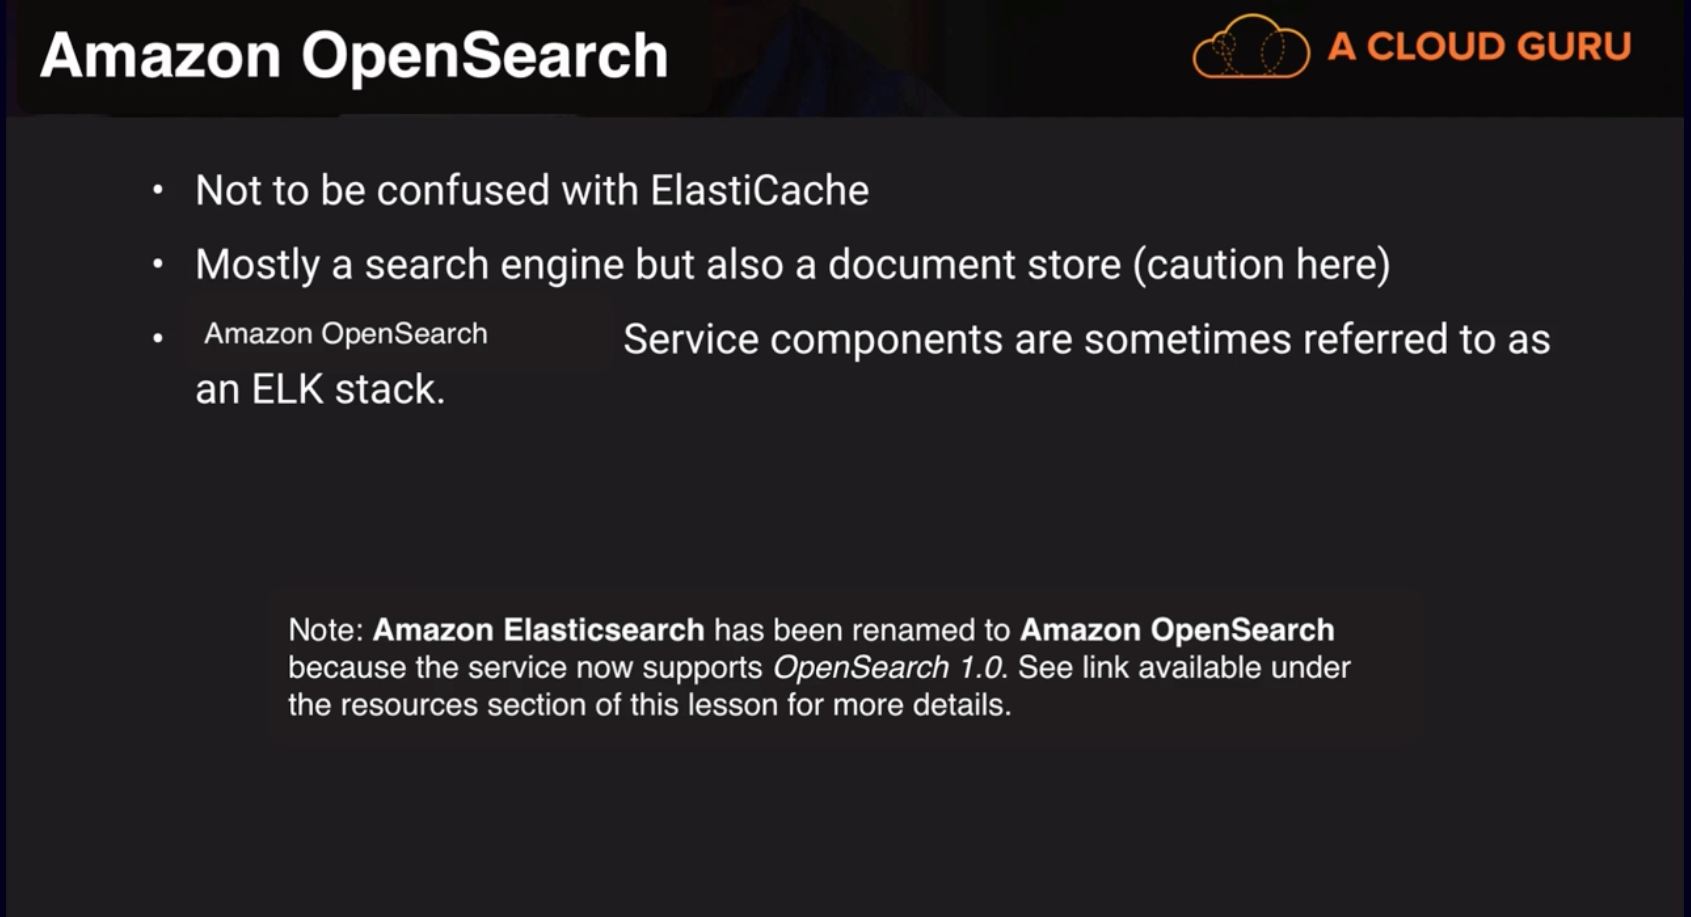 Amazon OpenSearch
A CLOUD GURU
• Not to be confused with ElastiCache
• Mostly a search engine but also a document store (caution here)
• Amazon OpenSearch Service components are sometimes referred to as
an ELK stack.
Note: Amazon Elasticsearch has been renamed to Amazon OpenSearch
because the service now supports OpenSearch 1.0. See link available under
the resources section of this lesson for more details.